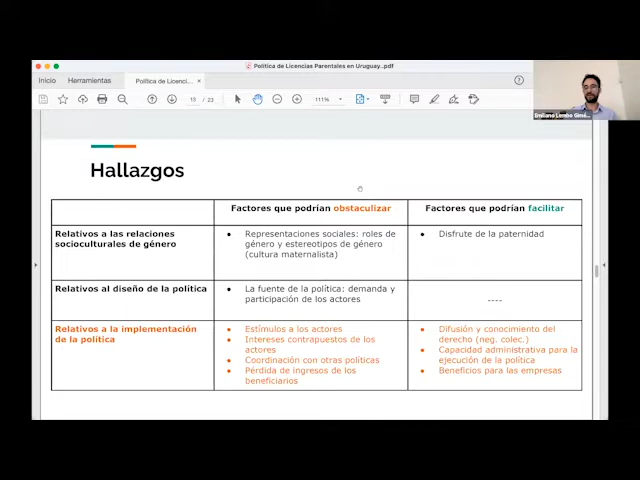 Política de Licencias Parentales en Uruguay..pdf
Inicio
Herramientas
Política de Licenci...
13 / 23
111%
Emiliano Lembo Gimé...
Hallazgos
Factores que podrían obstaculizar
Factores que podrían facilitar
Relativos a las relaciones
socioculturales de género
Representaciones sociales: roles de
género y estereotipos de género
(cultura maternalista)
Disfrute de la paternidad
Relativos al diseño de la política
La fuente de la política: demanda y
participación de los actores
----
Relativos a la implementación
de la política
Estímulos a los actores
Intereses contrapuestos de los
actores
Coordinación con otras políticas
Pérdida de ingresos de los
beneficiarios
Difusión y conocimiento del
derecho (neg. colec.)
Capacidad administrativa para la
ejecución de la política
Beneficios para las empresas